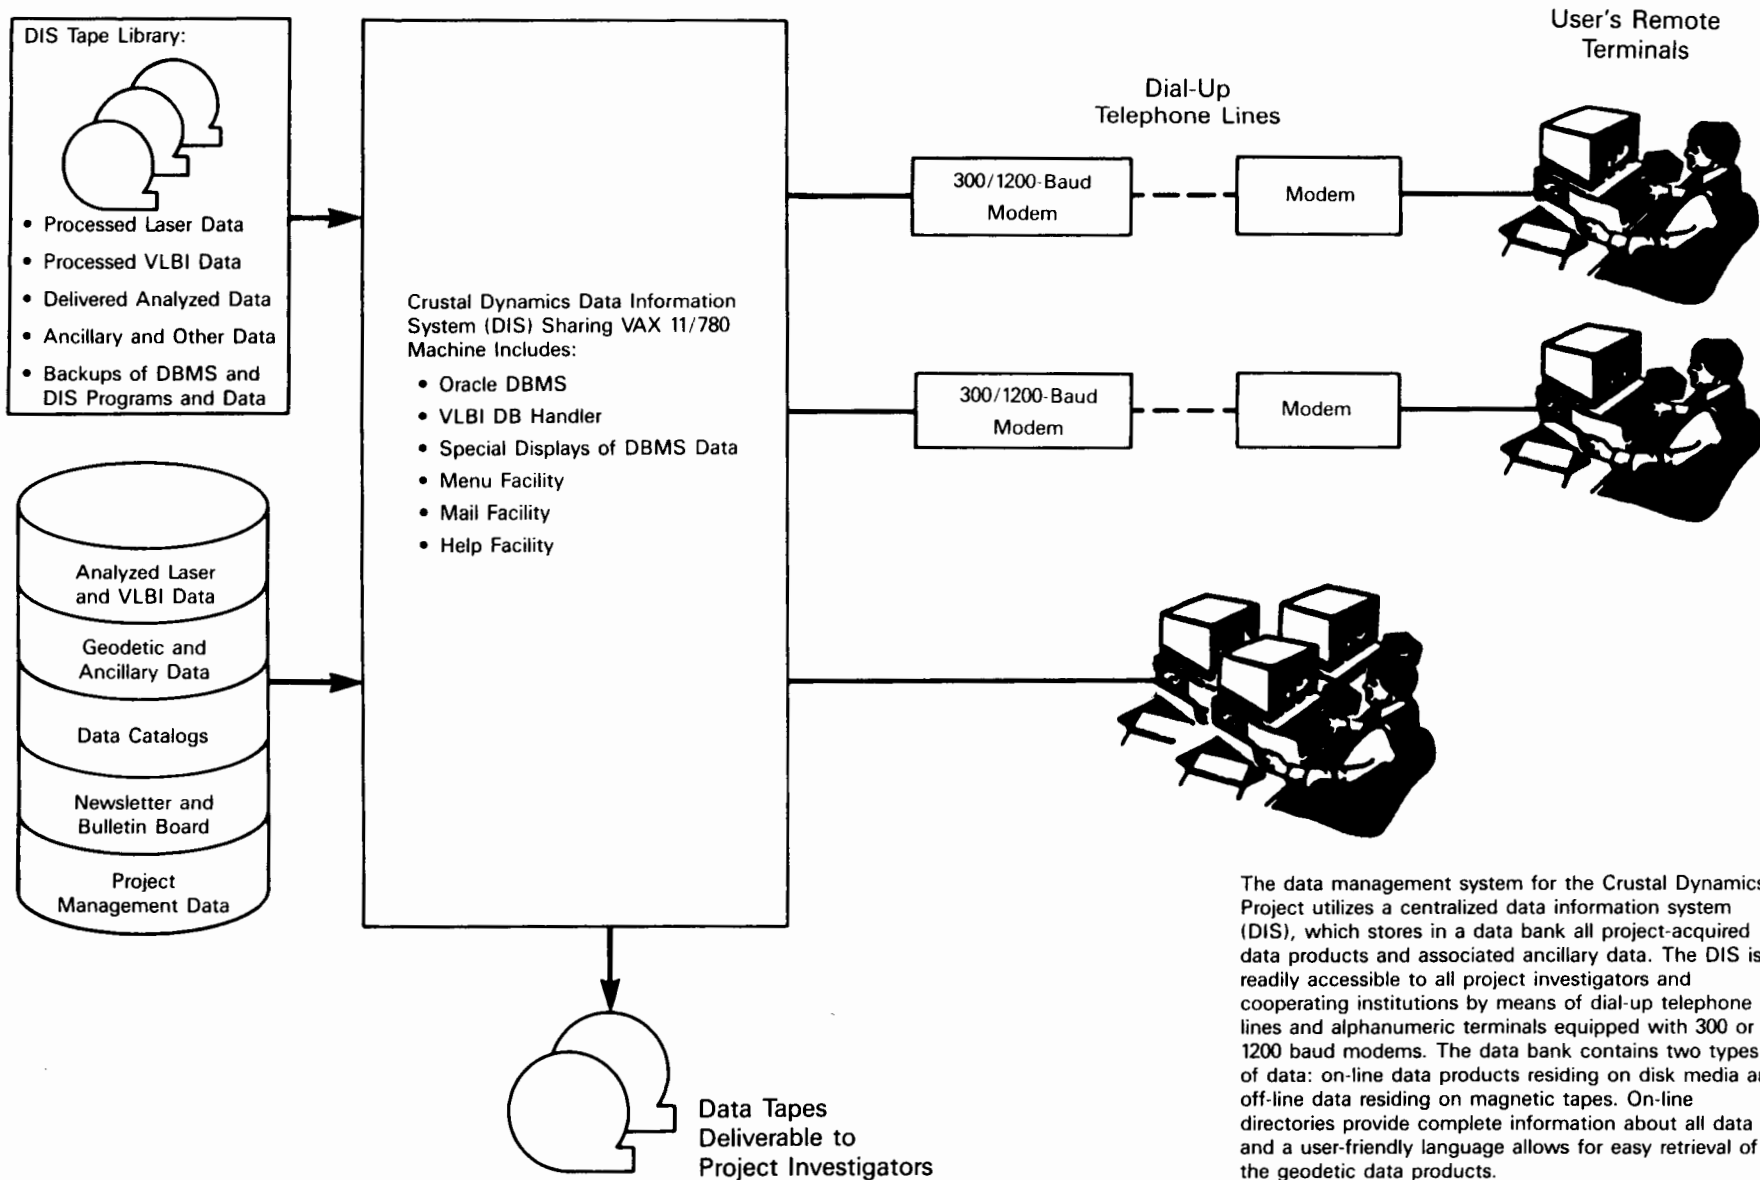 DIS Tape Library:
• Processed Laser Data
• Processed VLBI Data
• Delivered Analyzed Data
• Ancillary and Other Data
• Backups of DBMS and
DIS Programs and Data
Analyzed Laser
and VLBI Data
Geodetic and
Ancillary Data
Data Catalogs
Newsletter and
Bulletin Board
Project
Management Data
Crustal Dynamics Data Information
System (DIS) Sharing VAX 11/780
Machine Includes:
• Oracle DBMS
• VLBI DB Handler
• Special Displays of DBMS Data
• Menu Facility
• Mail Facility
• Help Facility
Data Tapes
Deliverable to
Project Investigators
Dial-Up
Telephone Lines
User's Remote
Terminals
300/1200-Baud
Modem
Modem
300/1200-Baud
Modem
Modem
The data management system for the Crustal Dynamics
Project utilizes a centralized data information system
(DIS), which stores in a data bank all project-acquired
data products and associated ancillary data. The DIS is
readily accessible to all project investigators and
cooperating institutions by means of dial-up telephone
lines and alphanumeric terminals equipped with 300 or
1200 baud modems. The data bank contains two types
of data: on-line data products residing on disk media
off-line data residing on magnetic tapes. On-line
directories provide complete information about all data
and a user-friendly language allows for easy retrieval of
the geodetic data products.